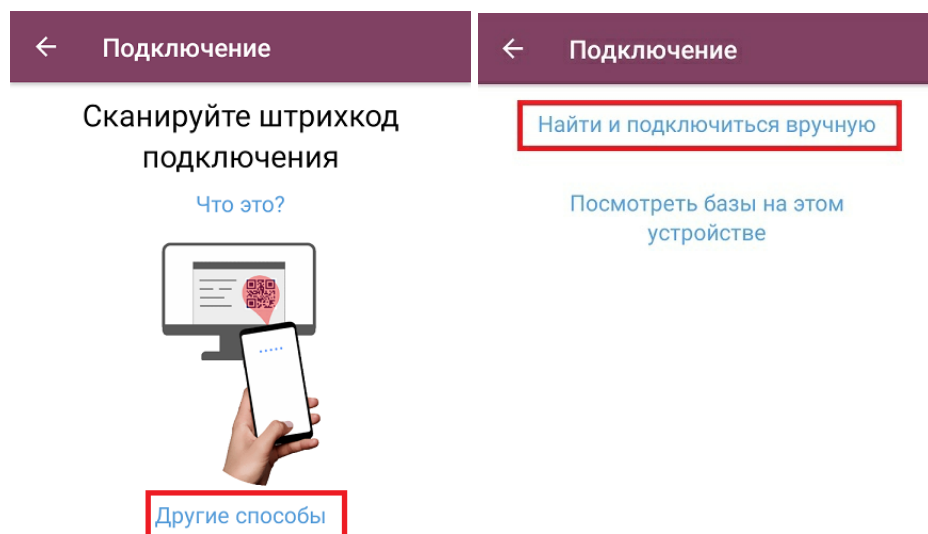 Подключение
Сканируйте штрихкод
подключения
Что это?
Другие способы
Подключение
Найти и подключиться вручную
Посмотреть базы на этом
устройстве